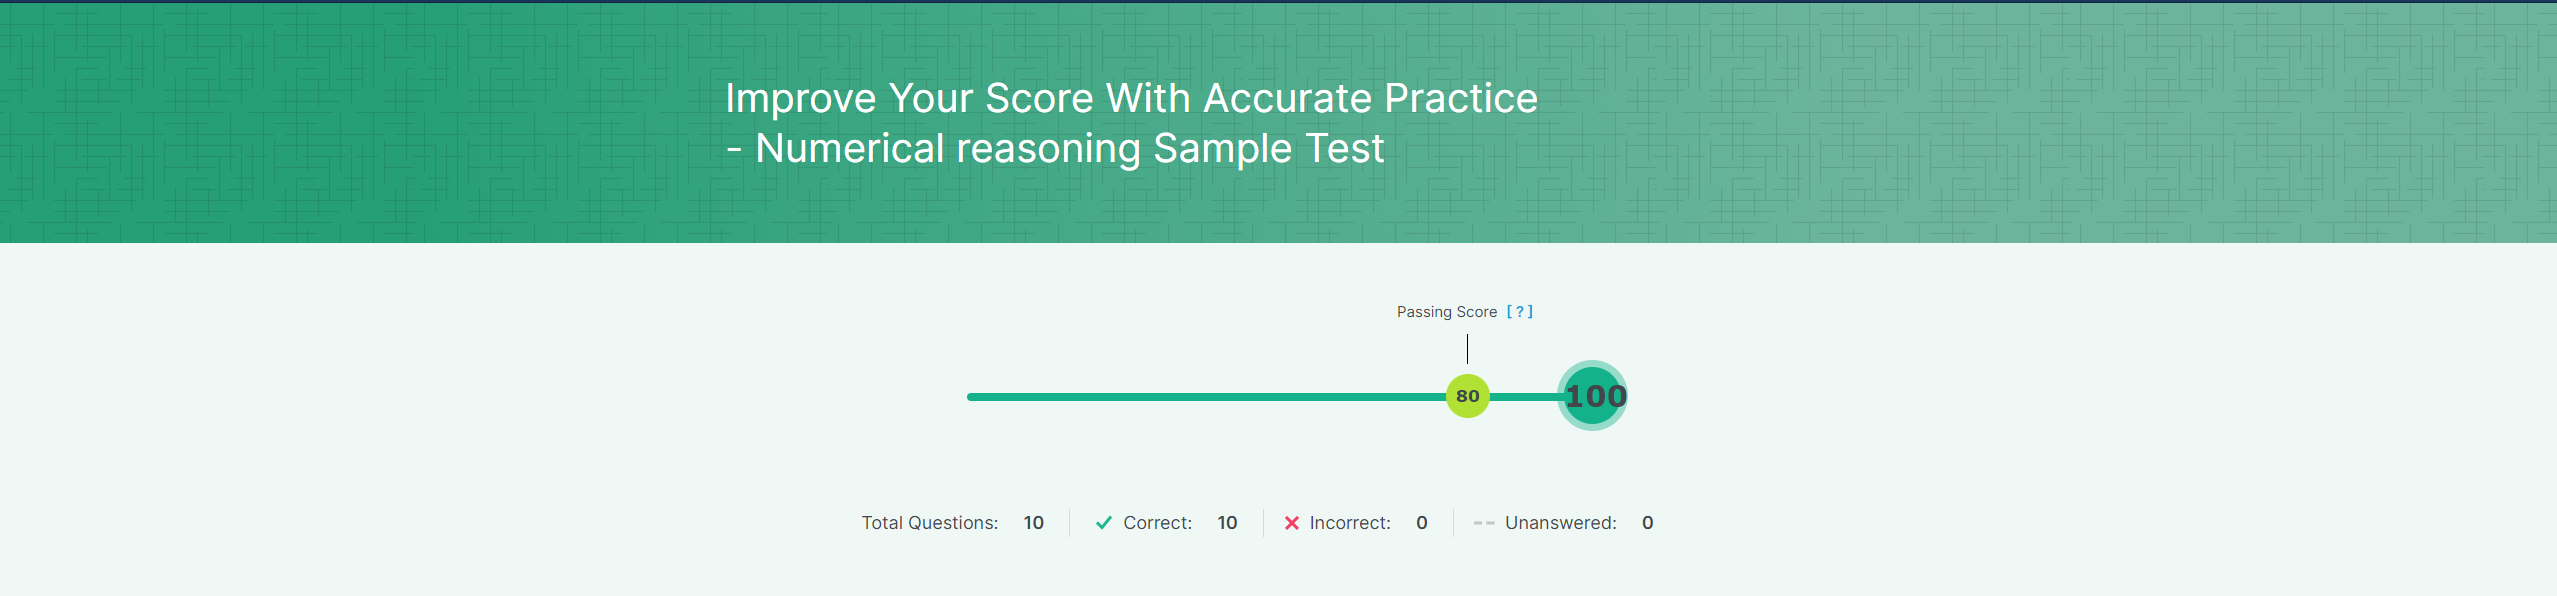 Improve Your Score With Accurate Practice
- Numerical reasoning Sample Test
Passing Score [ ? ]
80
100
Total Questions: 10 Correct: 10 Incorrect: 0 Unanswered: 0